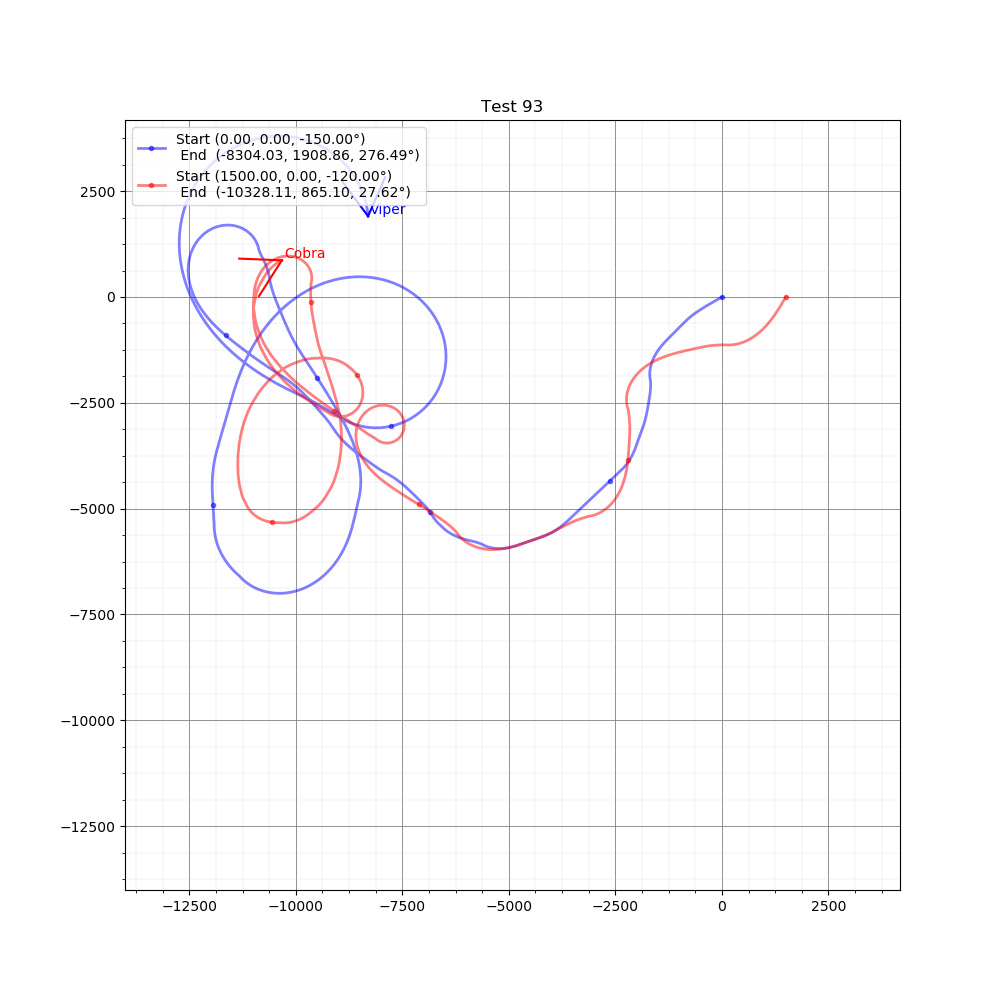 Test 93
Start (0.00, 0.00, -150.00°)
End  (-8304.03, 1908.86, 276.49°)
Start (1500.00, 0.00, -120.00°)
End  (-10328.11, 865.10, 27.62°)
Viper
Cobra
2500
0
−2500
−5000
−7500
−10000
−12500
−12500
−10000
−7500
−5000
−2500
0
2500